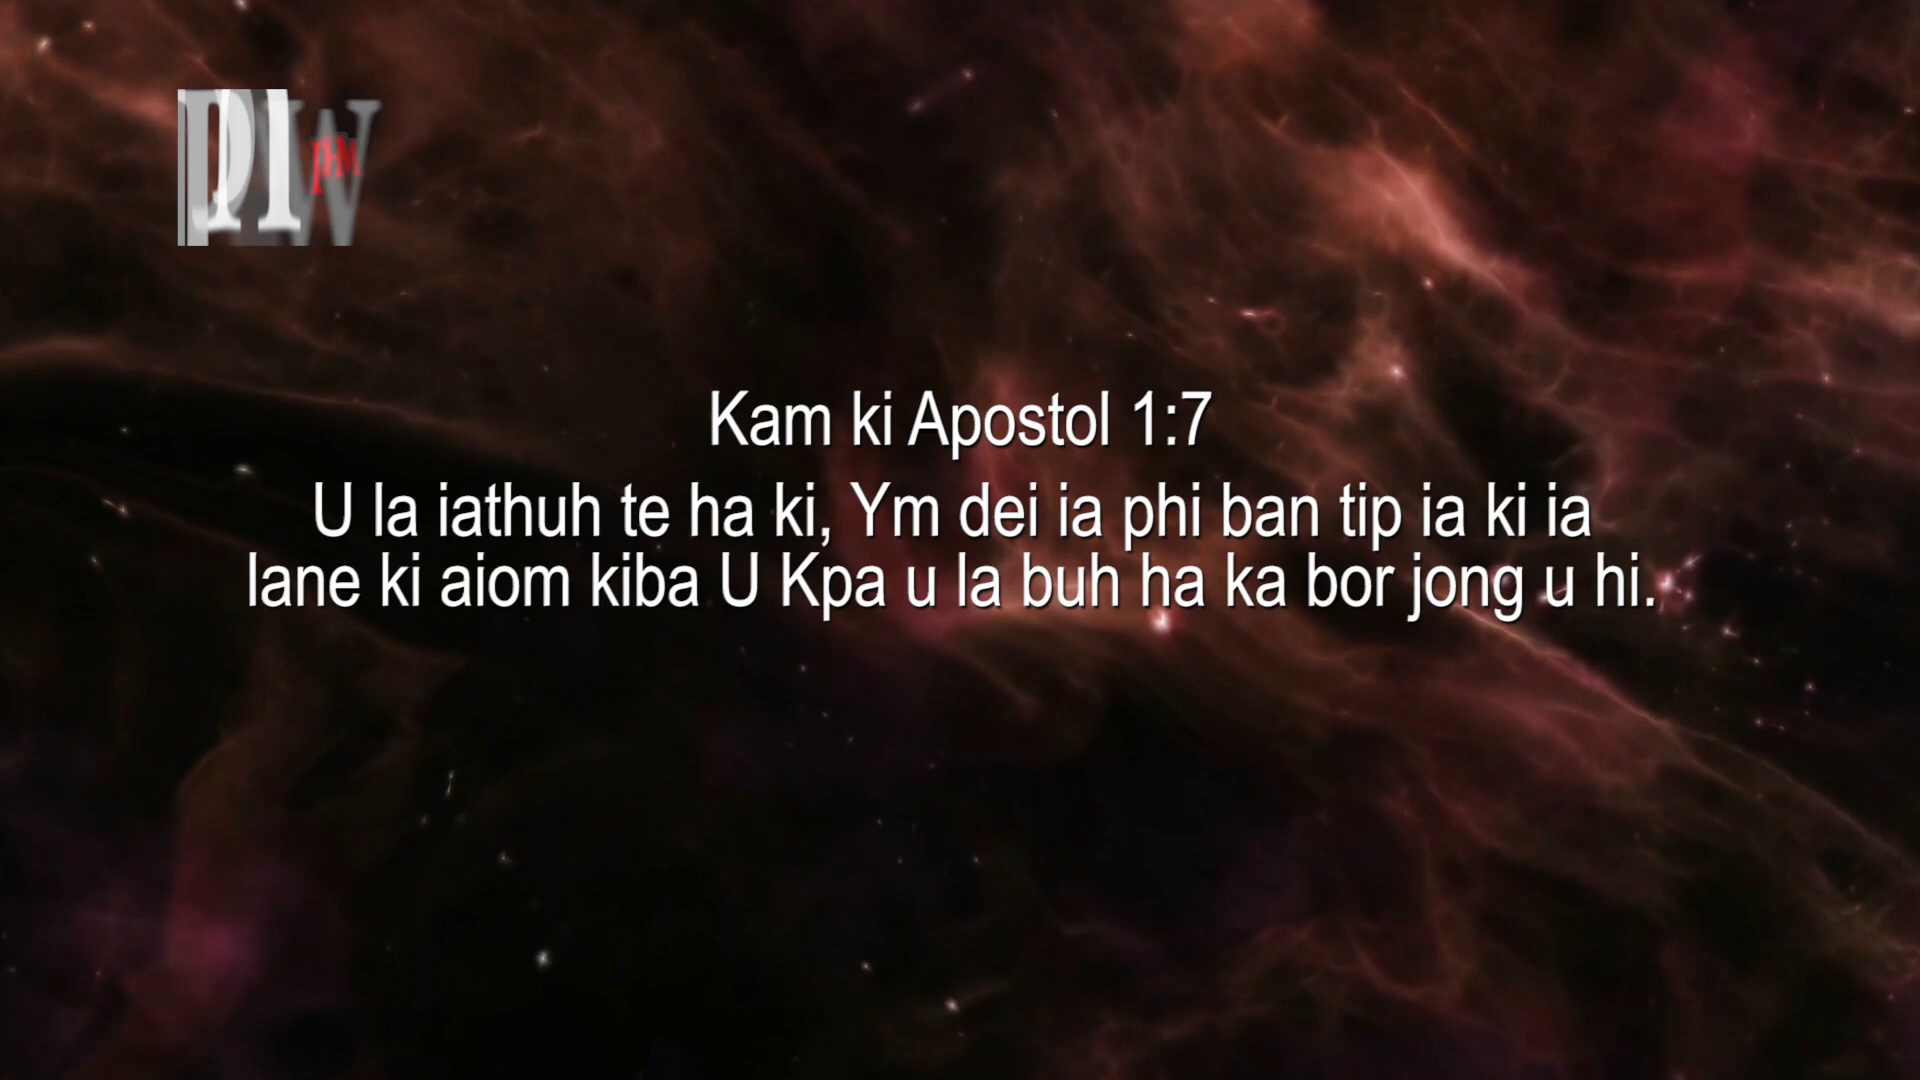 Kam ki Apostol 1:7
U la iathuh te ha ki, Ym dei ia phi ban tip ia ki ia
lane ki aiom kiba U Kpa u la buh ha ka bor jong u hi.